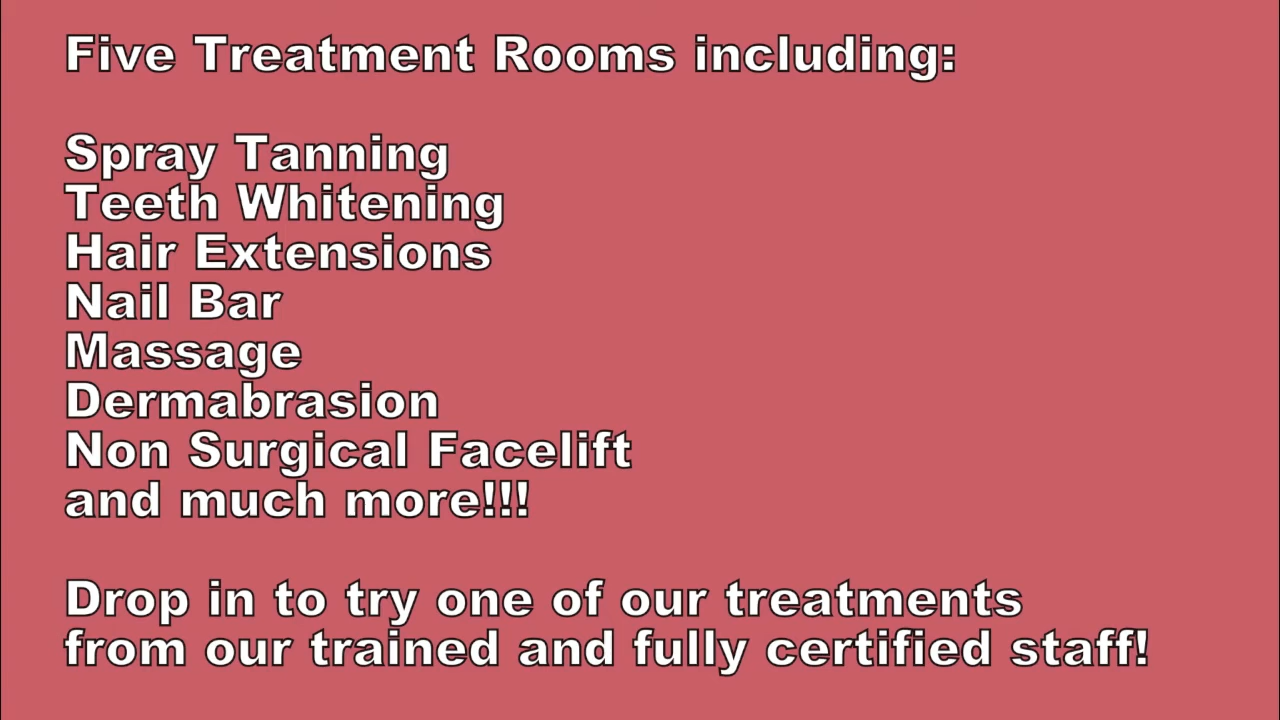 Five Treatment Rooms including:
Spray Tanning
Teeth Whitening
Hair Extensions
Nail Bar
Massage
Dermabrasion
Non Surgical Facelift
and much more!!!
Drop in to try one of our treatments
from our trained and fully certified staff!